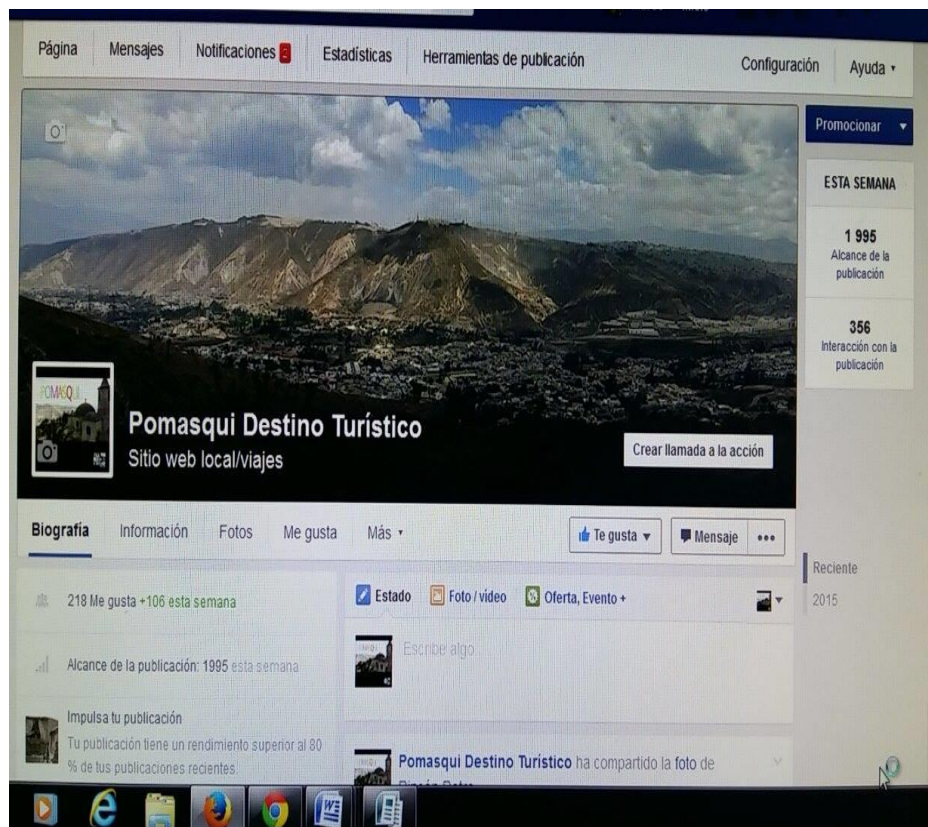 Página Mensajes Notificaciones 2 Estadísticas Herramientas de publicación Configuración Ayuda
Promocionar
ESTA SEMANA
1 995
Alcance de la
publicación
356
Interacción con la
publicación
POMASQUI
Pomasqui Destino Turístico
Sitio web local/viajes
Crear llamada a la acción
Biografía Información Fotos Me gusta Más
Te gusta Mensaje
Reciente
2015
218 Me gusta +106 esta semana
Alcance de la publicación: 1995 esta semana
Impulsa tu publicación
Tu publicación tiene un rendimiento superior al 80
% de tus publicaciones recientes.
Estado Foto / vídeo Oferta, Evento +
Escribe algo...
Pomasqui Destino Turístico ha compartido la foto de